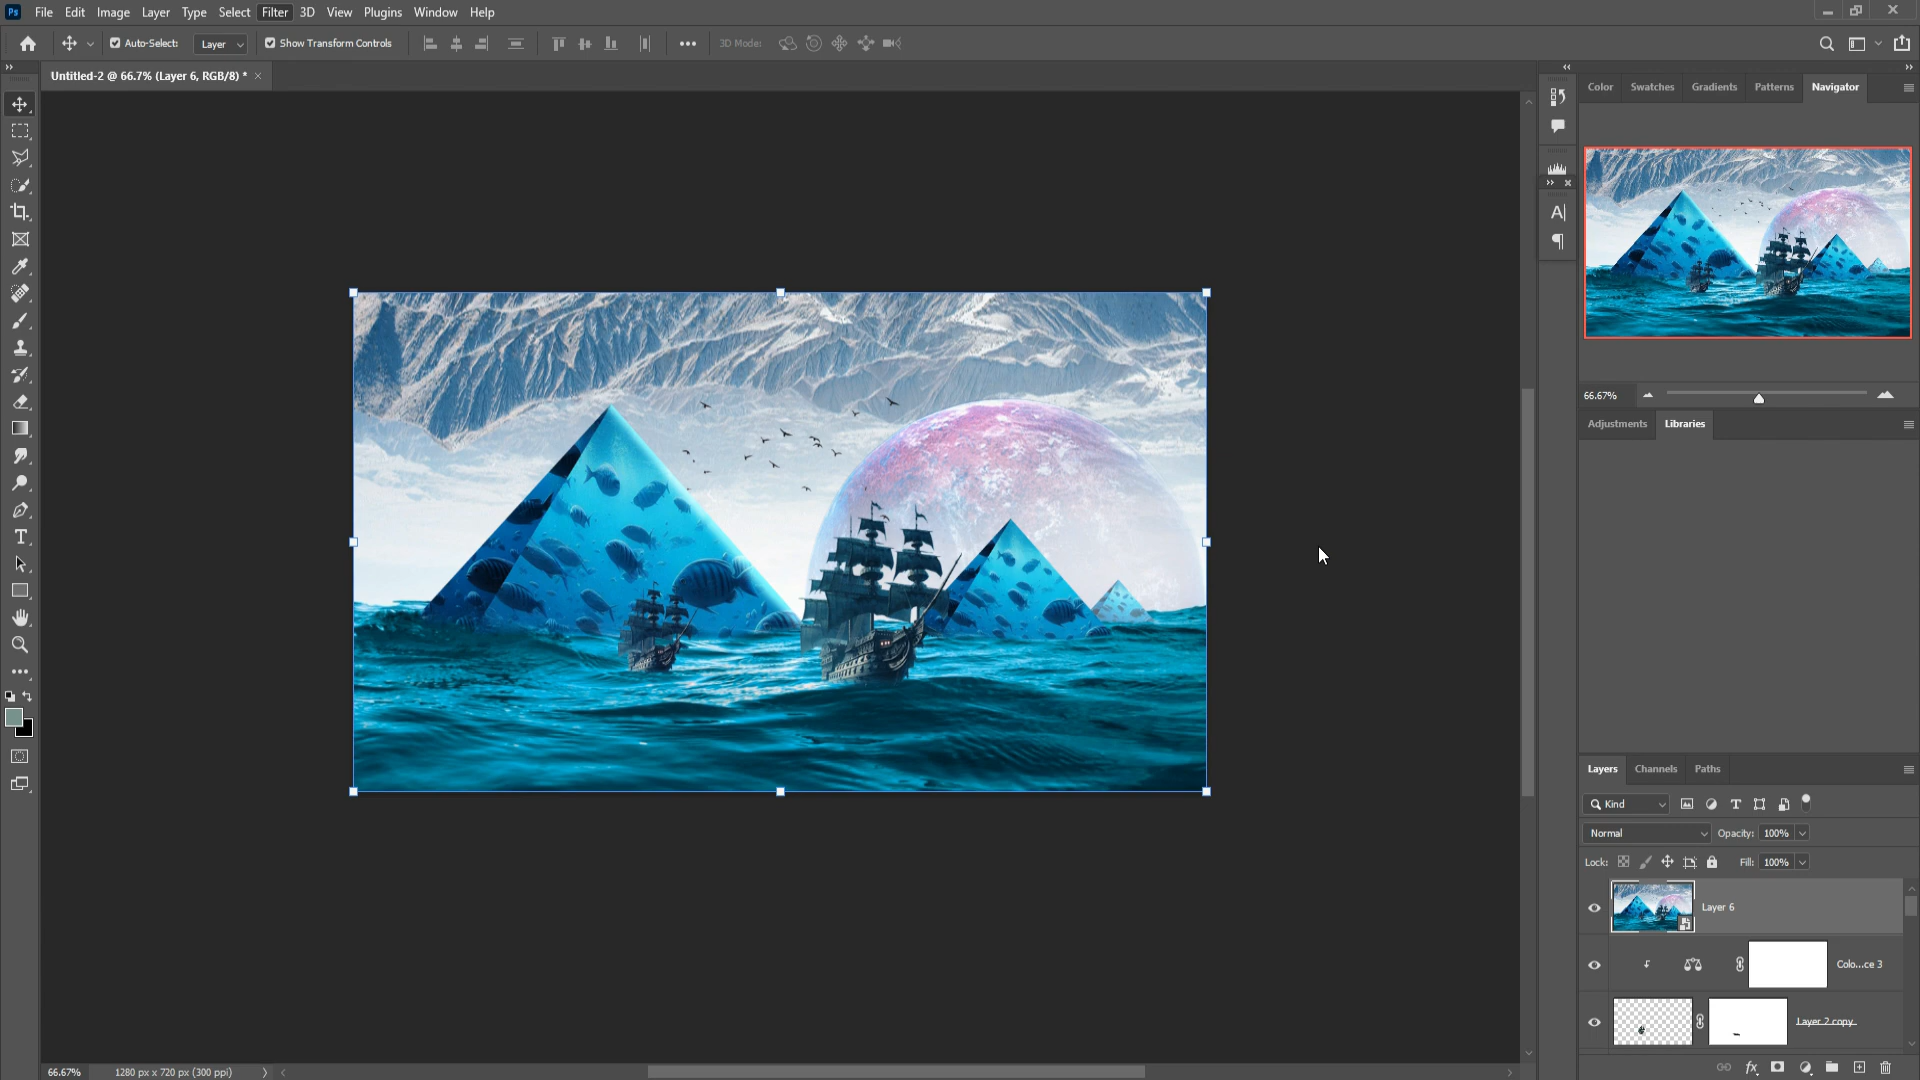 Ps File Edit Image Layer Type Select Filter 3D View Plugins Window Help
Auto-Select: Layer Show Transform Controls 3D Mode:
Untitled-2 @ 66.7% (Layer 6, RGB/8) *
Color Swatches Gradients Patterns Navigator
66.67%
Adjustments Libraries
Layers Channels Paths
Kind
Normal Opacity: 100%
Lock: Fill: 100%
Layer 6
Colo...ce 3
Layer 2 copy
66.67% 1280 px x 720 px (300 ppi)